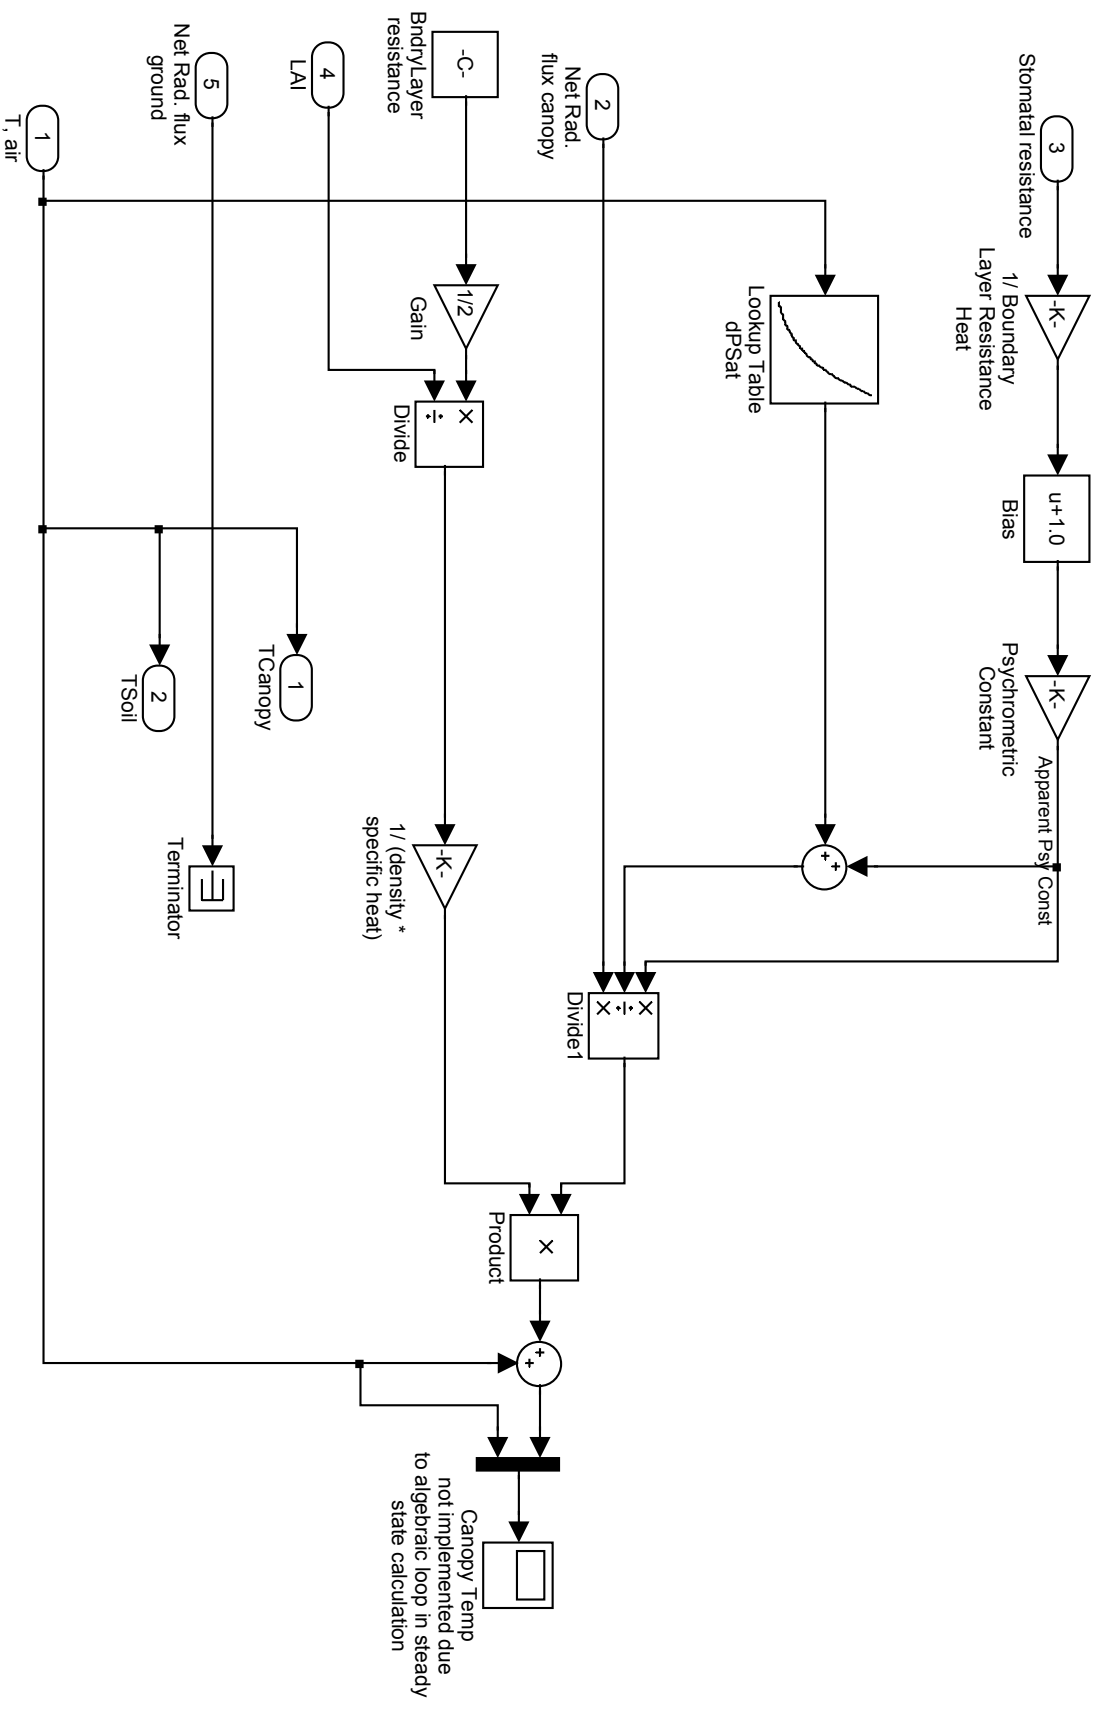 3
Stomatal resistance
-K-
1/ Boundary
Layer Resistance
Heat
u+1.0
Bias
-K-
Psychrometric
Constant
Apparent Psy Const
Lookup Table
dPSat
+
+
2
Net Rad.
flux canopy
×
÷
×
Divide1
-C-
BndryLayer
resistance
1/2
Gain
4
LAI
×
÷
Divide
-K-
1/ (density *
specific heat)
×
Product
+
+
Canopy Temp
not implemented due
to algebraic loop in steady
state calculation
1
TCanopy
5
Net Rad. flux
ground
2
TSoil
Terminator
1
T, air